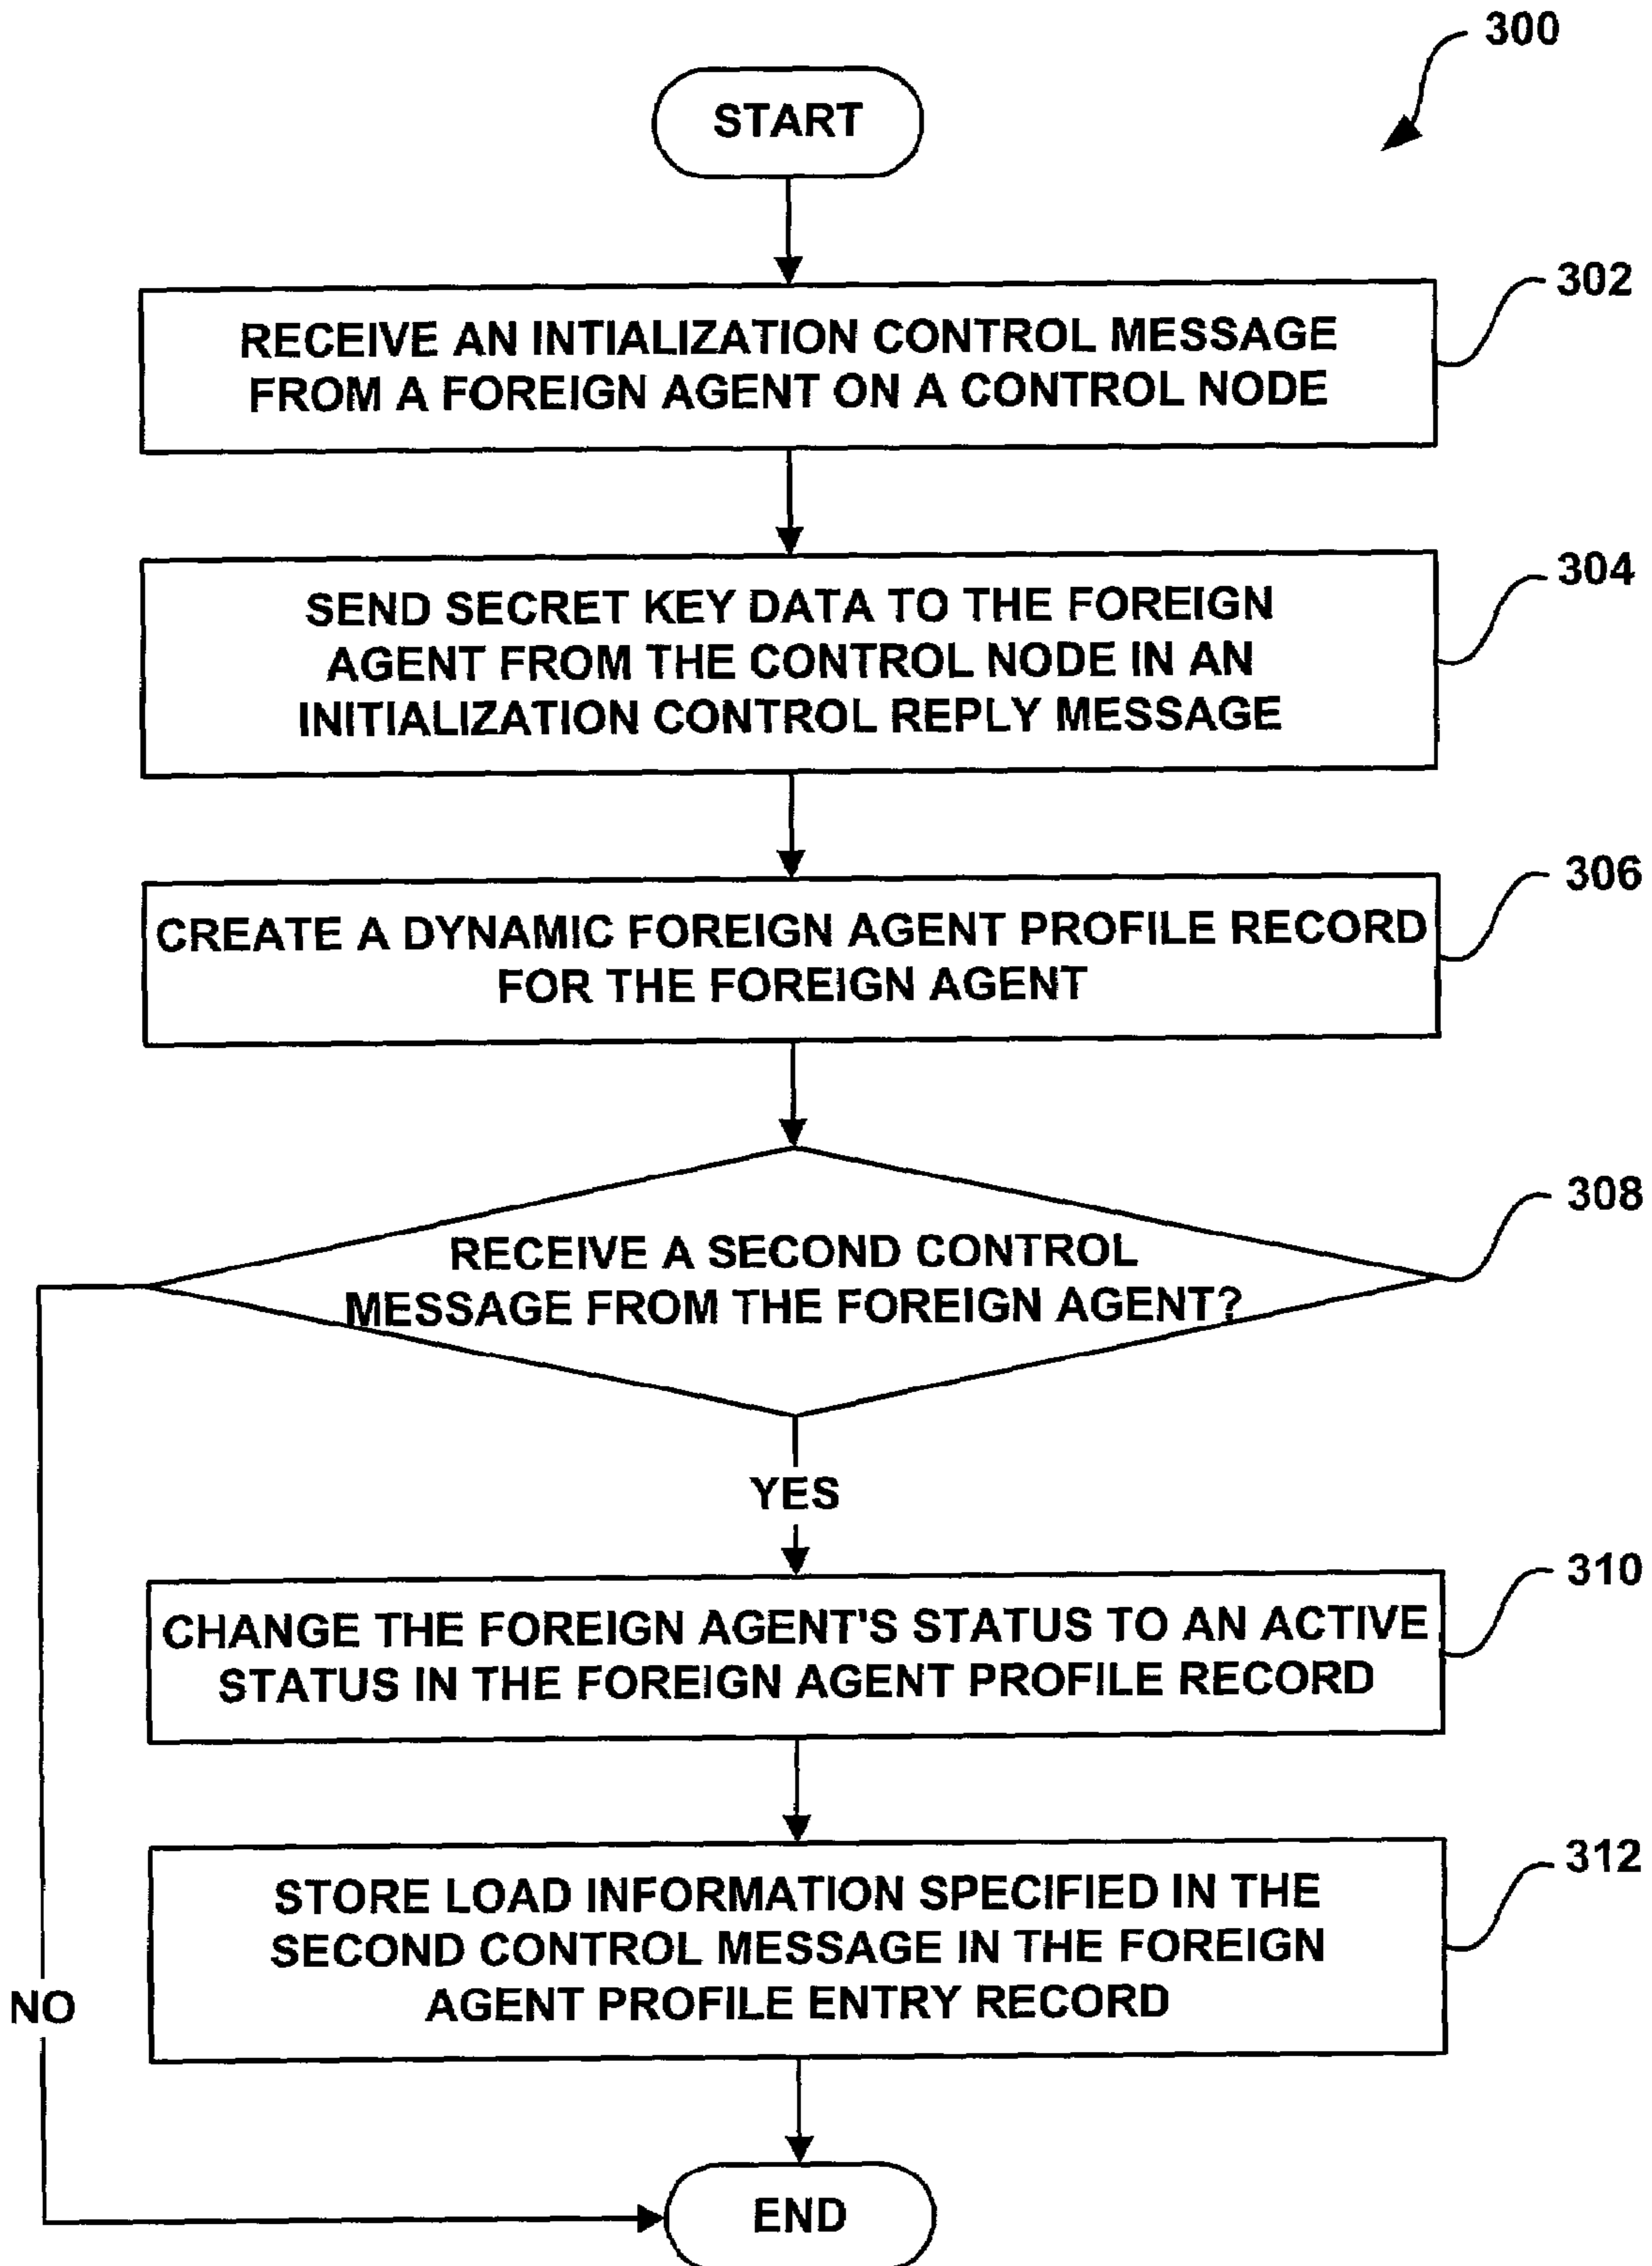 300
START
302
RECEIVE AN INTIALIZATION CONTROL MESSAGE
FROM A FOREIGN AGENT ON A CONTROL NODE
304
SEND SECRET KEY DATA TO THE FOREIGN
AGENT FROM THE CONTROL NODE IN AN
INITIALIZATION CONTROL REPLY MESSAGE
306
CREATE A DYNAMIC FOREIGN AGENT PROFILE RECORD
FOR THE FOREIGN AGENT
308
RECEIVE A SECOND CONTROL
MESSAGE FROM THE FOREIGN AGENT?
YES
310
CHANGE THE FOREIGN AGENT'S STATUS TO AN ACTIVE
STATUS IN THE FOREIGN AGENT PROFILE RECORD
312
STORE LOAD INFORMATION SPECIFIED IN THE
SECOND CONTROL MESSAGE IN THE FOREIGN
AGENT PROFILE ENTRY RECORD
NO
END